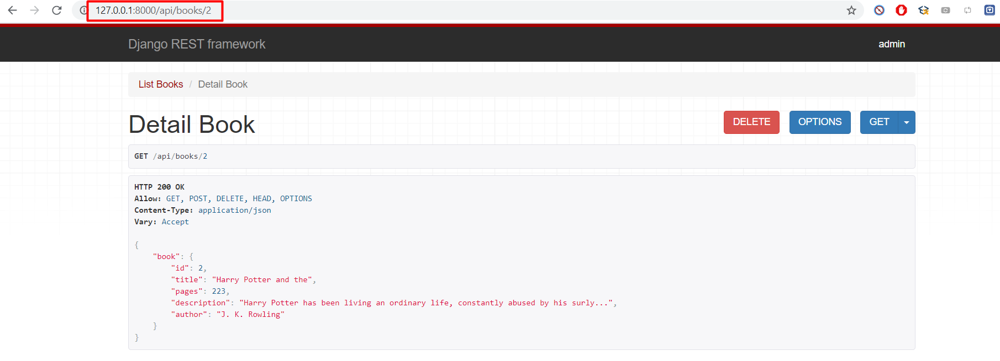 127.0.0.1:8000/api/books/2
Django REST framework
admin
List Books / Detail Book
Detail Book
DELETE
OPTIONS
GET
GET /api/books/2
HTTP 200 OK
Allow: GET, POST, DELETE, HEAD, OPTIONS
Content-Type: application/json
Vary: Accept
{
    "book": {
        "id": 2,
        "title": "Harry Potter and the",
        "pages": 223,
        "description": "Harry Potter has been living an ordinary life, constantly abused by his surly...",
        "author": "J. K. Rowling"
    }
}